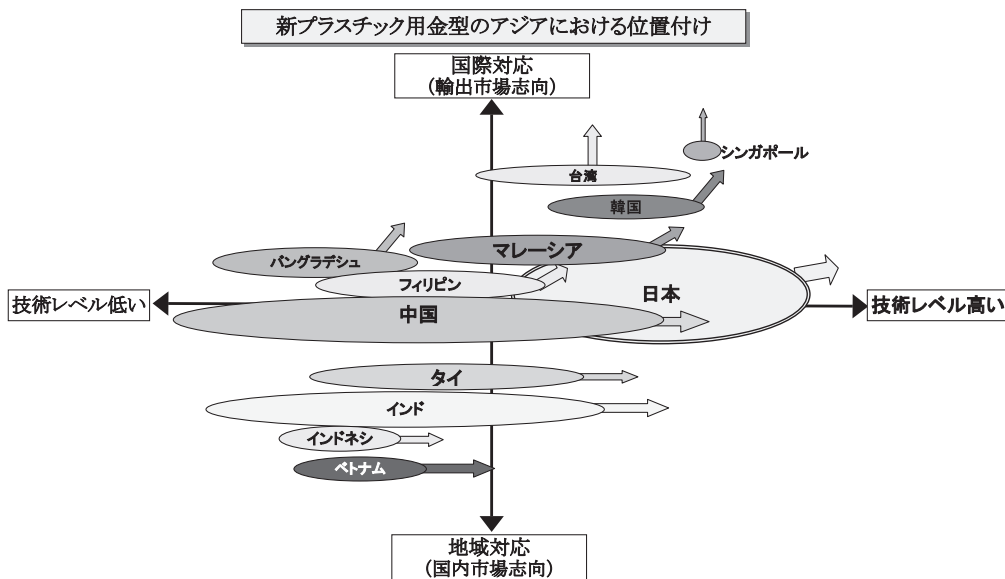 新プラスチック用金型のアジアにおける位置付け
国際対応
（輸出市場志向）
シンガポール
台湾
韓国
マレーシア
バングラデシュ
フィリピン
日本
技術レベル低い
中国
技術レベル高い
タイ
インド
インドネシ
ベトナム
地域対応
（国内市場志向）